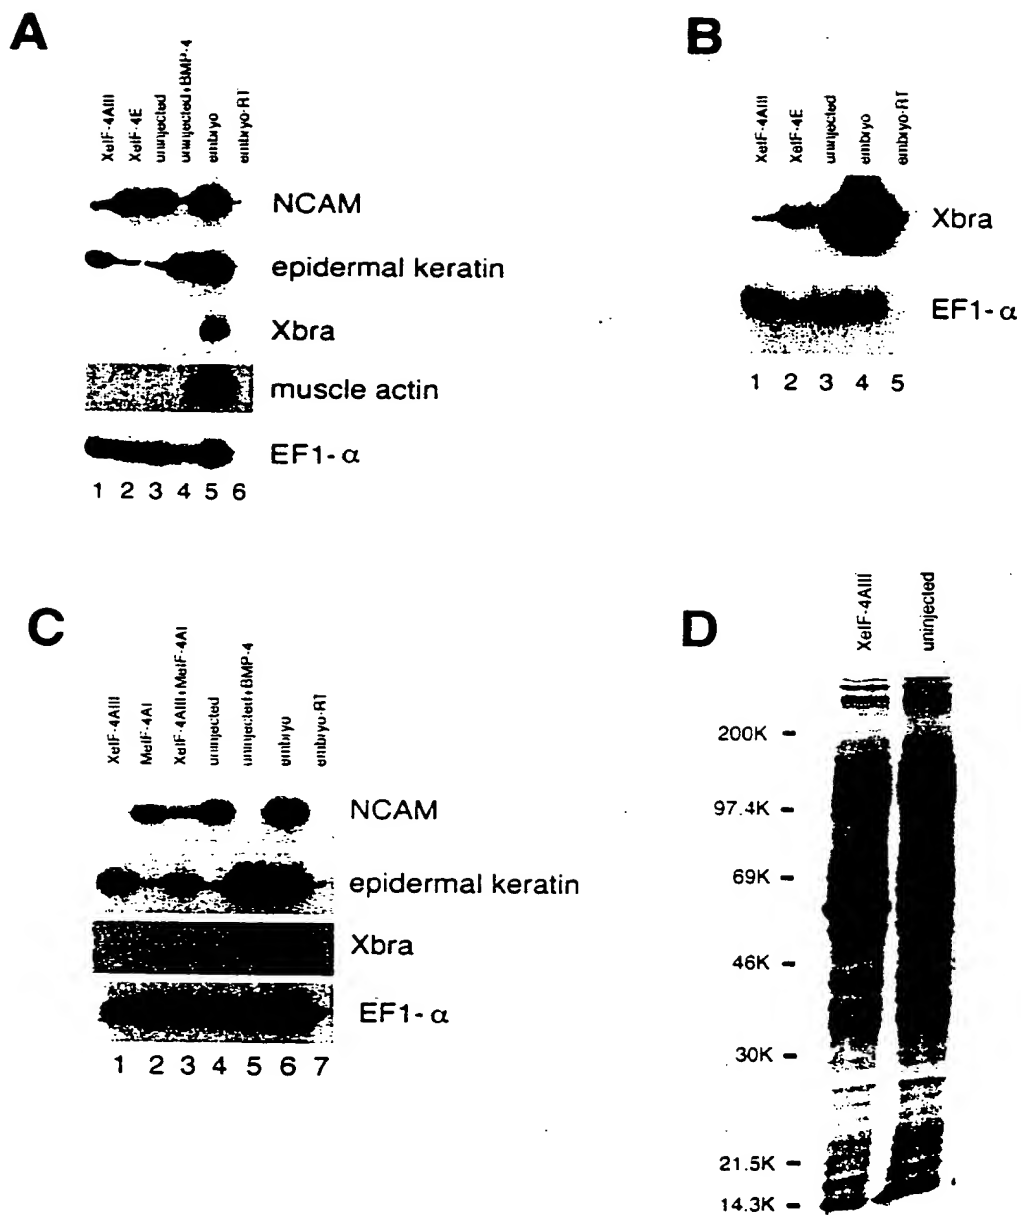 A
XeIF-4AIII
XeIF-4E
uninjected
uninjected+BMP-4
embryo
embryo-RT
NCAM
epidermal keratin
Xbra
muscle actin
EF1-α
1 2 3 4 5 6
B
XeIF-4AIII
XeIF-4E
uninjected
embryo
embryo-RT
Xbra
EF1-α
1 2 3 4 5
C
XeIF-4AIII
MeIF-4AI
XeIF-4AIII+MeIF-4AI
uninjected
uninjected+BMP-4
embryo
embryo-RT
NCAM
epidermal keratin
Xbra
EF1-α
1 2 3 4 5 6 7
D
XeIF-4AIII
uninjected
200K
97.4K
69K
46K
30K
21.5K
14.3K